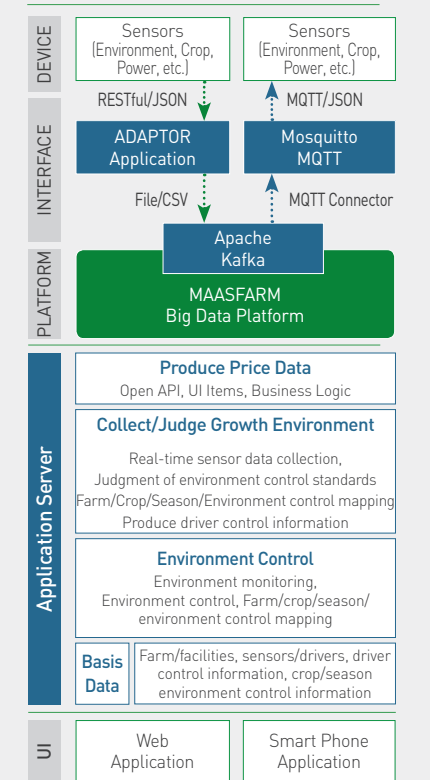 DEVICE
Sensors
(Environment, Crop,
Power, etc.)
Sensors
(Environment, Crop,
Power, etc.)
RESTful/JSON
MQTT/JSON
INTERFACE
ADAPTOR
Application
Mosquitto
MQTT
File/CSV
MQTT Connector
Apache
Kafka
PLATFORM
MAASFARM
Big Data Platform
Application Server
Produce Price Data
Open API, UI Items, Business Logic
Collect/Judge Growth Environment
Real-time sensor data collection,
Judgment of environment control standards
Farm/Crop/Season/Environment control mapping
Produce driver control information
Environment Control
Environment monitoring,
Environment control, Farm/crop/season/
environment control mapping
Basis
Data
Farm/facilities, sensors/drivers, driver
control information, crop/season
environment control information
UI
Web
Application
Smart Phone
Application